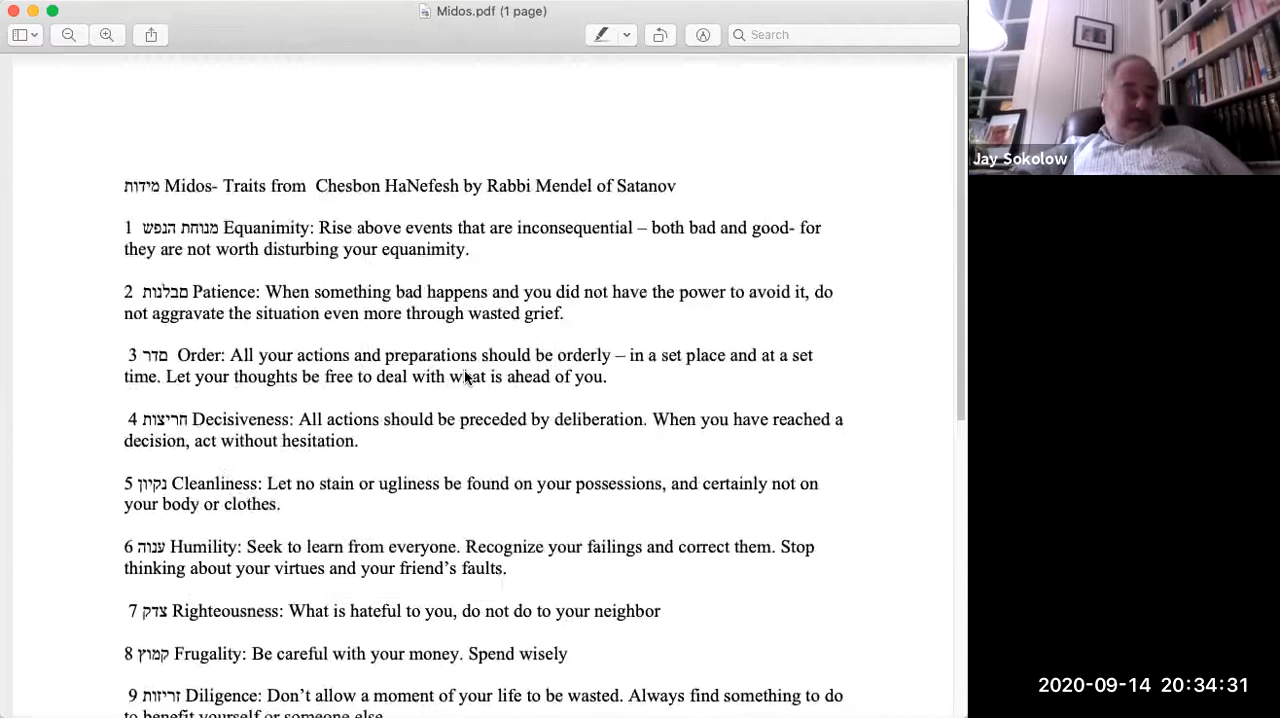 Midos.pdf (1 page)
Search
מידות Midos- Traits from  Chesbon HaNefesh by Rabbi Mendel of Satanov
1  מנוחת הנפש Equanimity: Rise above events that are inconsequential – both bad and good- for
they are not worth disturbing your equanimity.
2  סבלנות Patience: When something bad happens and you did not have the power to avoid it, do
not aggravate the situation even more through wasted grief.
3 סדר  Order: All your actions and preparations should be orderly – in a set place and at a set
time. Let your thoughts be free to deal with what is ahead of you.
4 חריצות Decisiveness: All actions should be preceded by deliberation. When you have reached a
decision, act without hesitation.
5 נקיון Cleanliness: Let no stain or ugliness be found on your possessions, and certainly not on
your body or clothes.
6 ענוה Humility: Seek to learn from everyone. Recognize your failings and correct them. Stop
thinking about your virtues and your friend’s faults.
7 צדק Righteousness: What is hateful to you, do not do to your neighbor
8 קמוץ Frugality: Be careful with your money. Spend wisely
9 זריזות Diligence: Don’t allow a moment of your life to be wasted. Always find something to do
to benefit yourself or someone else.
Jay Sokolow
2020-09-14 20:34:31